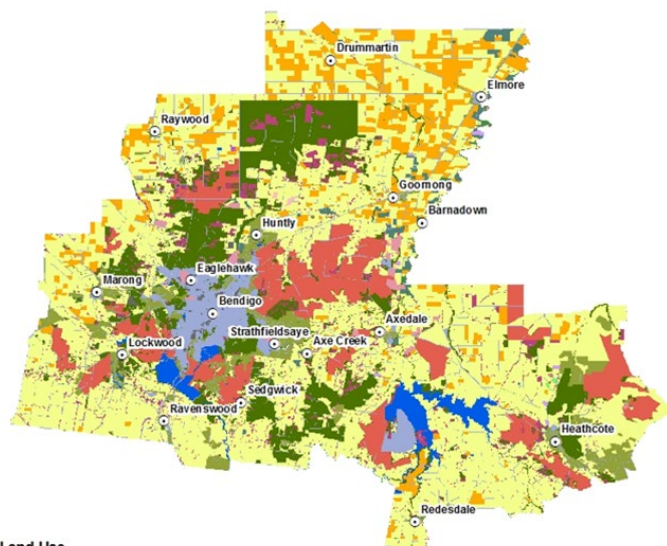 Drummartin
Elmore
Raywood
Goornong
Barnadown
Huntly
Eaglehawk
Marong
Bendigo
Strathfieldsaye
Axedale
Axe Creek
Lockwood
Sedgwick
Ravenswood
Heathcote
Redesdale
Land Use